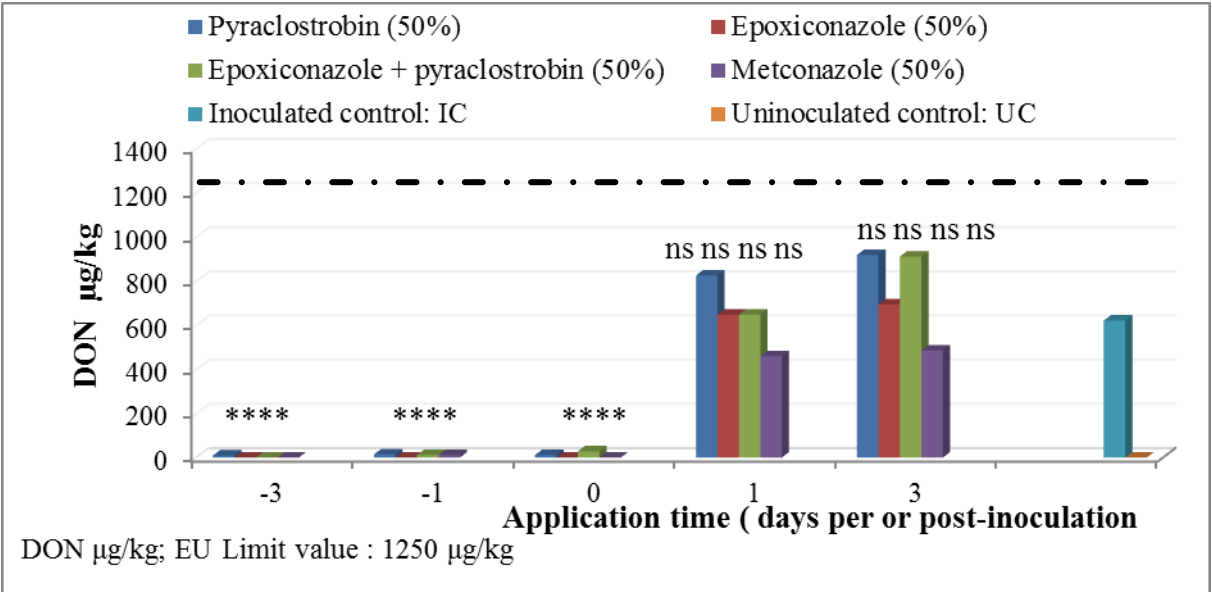 Pyraclostrobin (50%) Epoxiconazole (50%)
Epoxiconazole + pyraclostrobin (50%) Metconazole (50%)
Inoculated control: IC Uninoculated control: UC
1400
1200
1000
800
600
400
200
0
DON µg/kg
ns ns ns ns
ns ns ns ns
**** **** ****
-3 -1 0 1 3
Application time ( days per or post-inoculation
DON µg/kg; EU Limit value : 1250 µg/kg